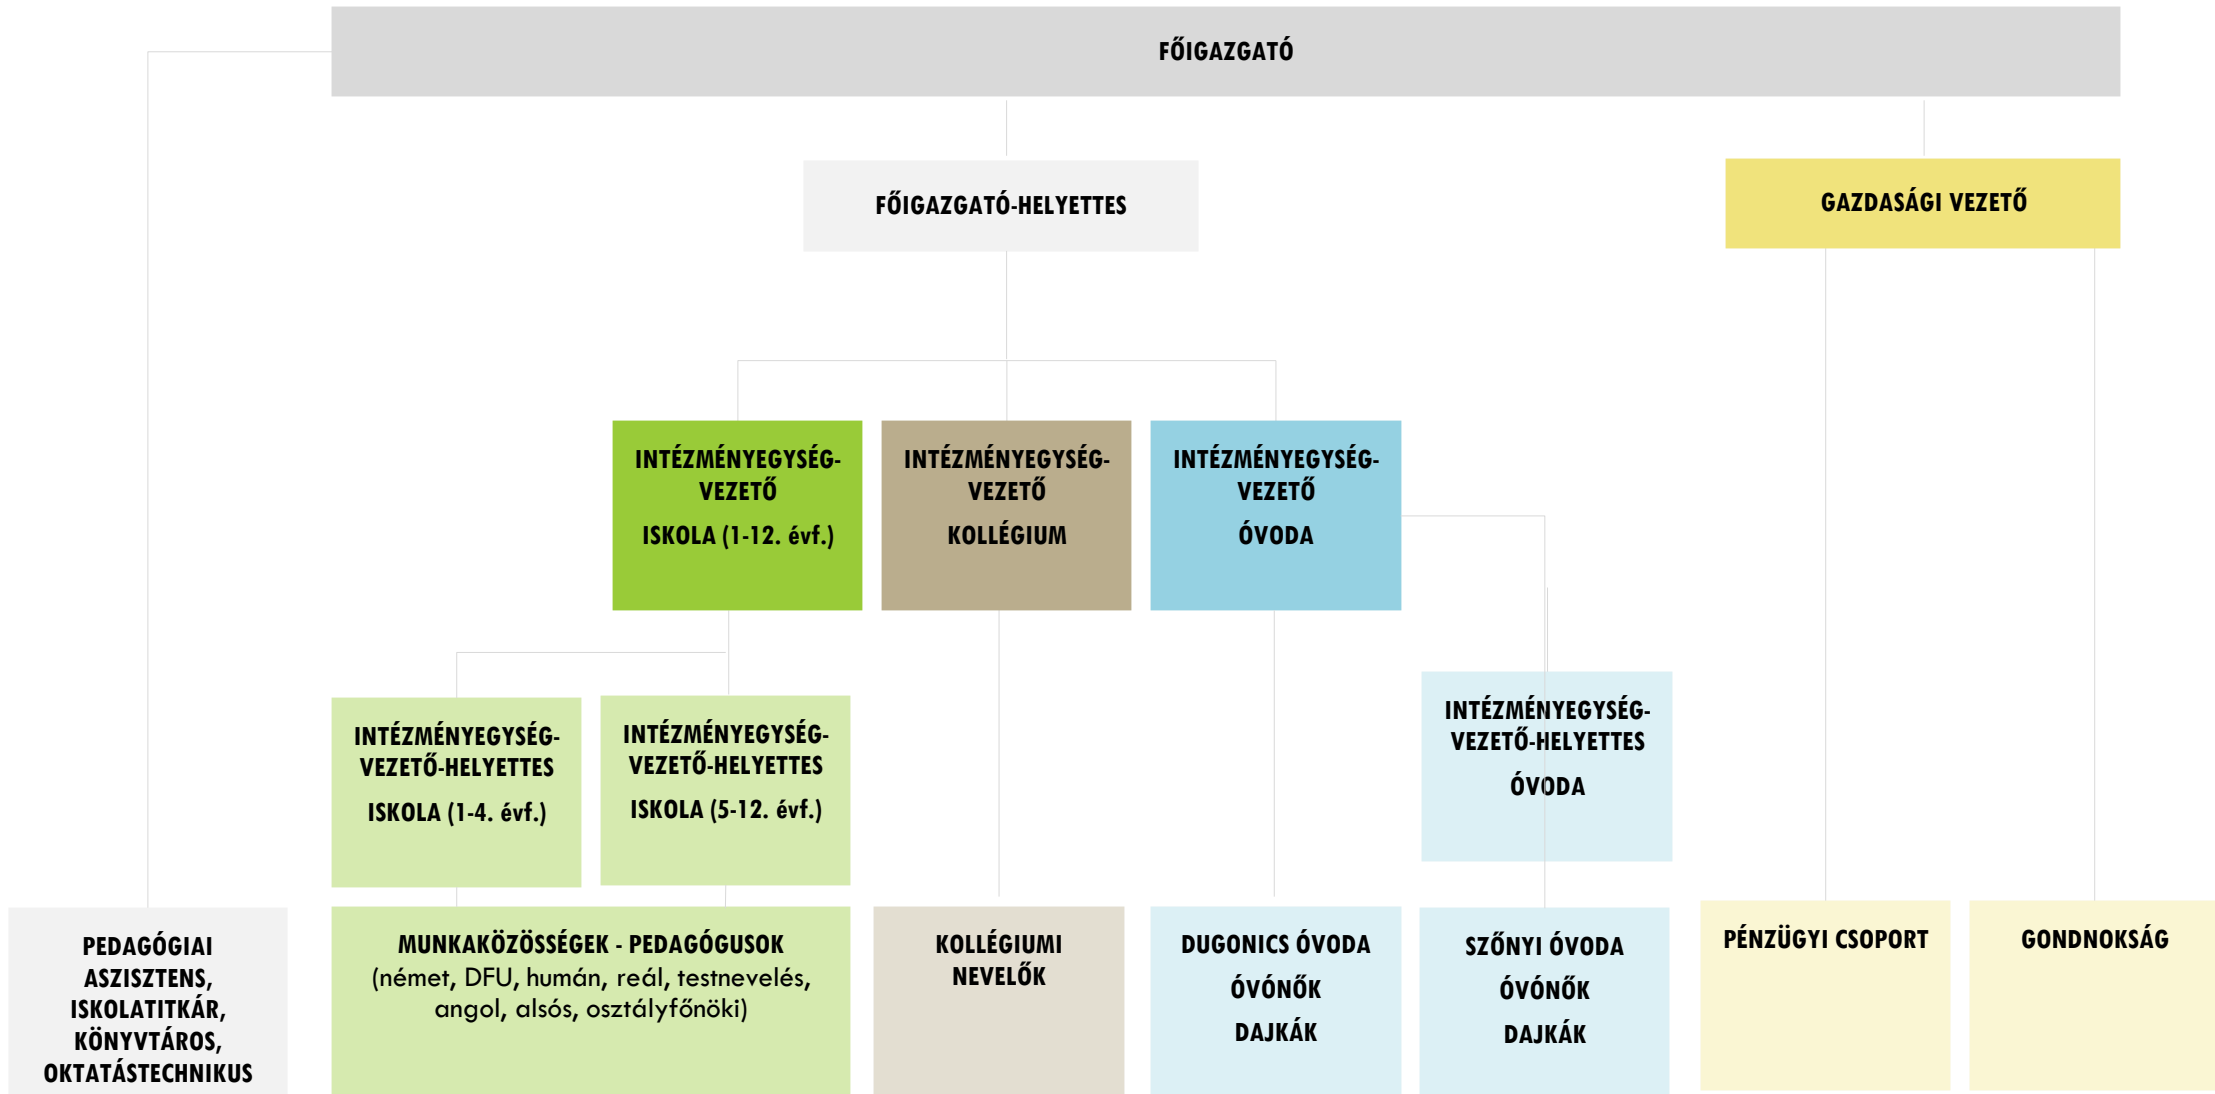 FŐIGAZGATÓ
FŐIGAZGATÓ-HELYETTES
GAZDASÁGI VEZETŐ
INTÉZMÉNYEGYSÉG-
VEZETŐ
ISKOLA (1-12. évf.)
INTÉZMÉNYEGYSÉG-
VEZETŐ
KOLLÉGIUM
INTÉZMÉNYEGYSÉG-
VEZETŐ
ÓVODA
INTÉZMÉNYEGYSÉG-
VEZETŐ-HELYETTES
ISKOLA (1-4. évf.)
INTÉZMÉNYEGYSÉG-
VEZETŐ-HELYETTES
ISKOLA (5-12. évf.)
INTÉZMÉNYEGYSÉG-
VEZETŐ-HELYETTES
ÓVODA
PEDAGÓGIAI
ASZISZTENS,
ISKOLATITKÁR,
KÖNYVTÁROS,
OKTATÁSTECHNIKUS
MUNKAKÖZÖSSÉGEK - PEDAGÓGUSOK
(német, DFU, humán, reál, testnevelés,
angol, alsós, osztályfőnöki)
KOLLÉGIUMI
NEVELŐK
DUGONICS ÓVODA
ÓVÓNŐK
DAJKÁK
SZŐNYI ÓVODA
ÓVÓNŐK
DAJKÁK
PÉNZÜGYI CSOPORT
GONDNOKSÁG